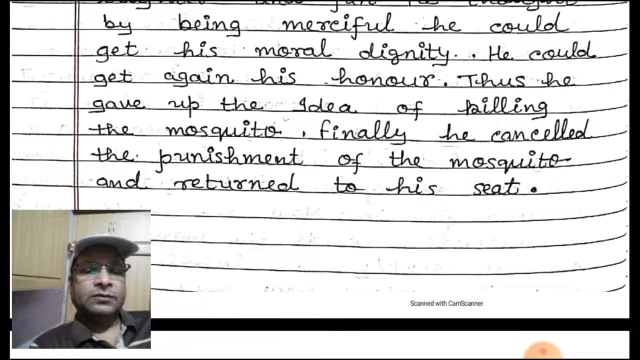 by being merciful he could
get his moral dignity. He could
get again his honour. Thus he
gave up the Idea of killing
the mosquito. Finally he cancelled
the punishment of the mosquito
and returned to his seat.
Scanned with CamScanner